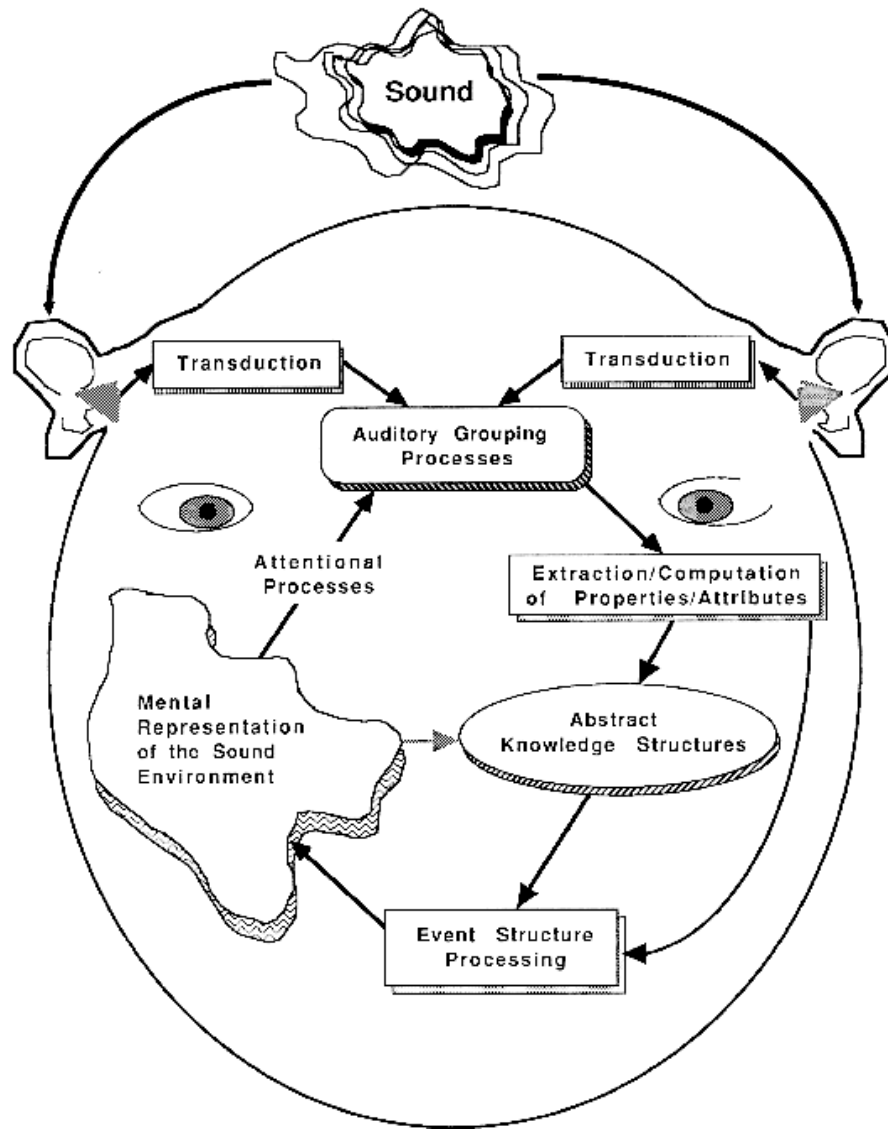 Sound
Transduction
Transduction
Auditory Grouping
Processes
Attentional
Processes
Extraction/Computation
of Properties/Attributes
Mental
Representation
of the Sound
Environment
Abstract
Knowledge Structures
Event Structure
Processing